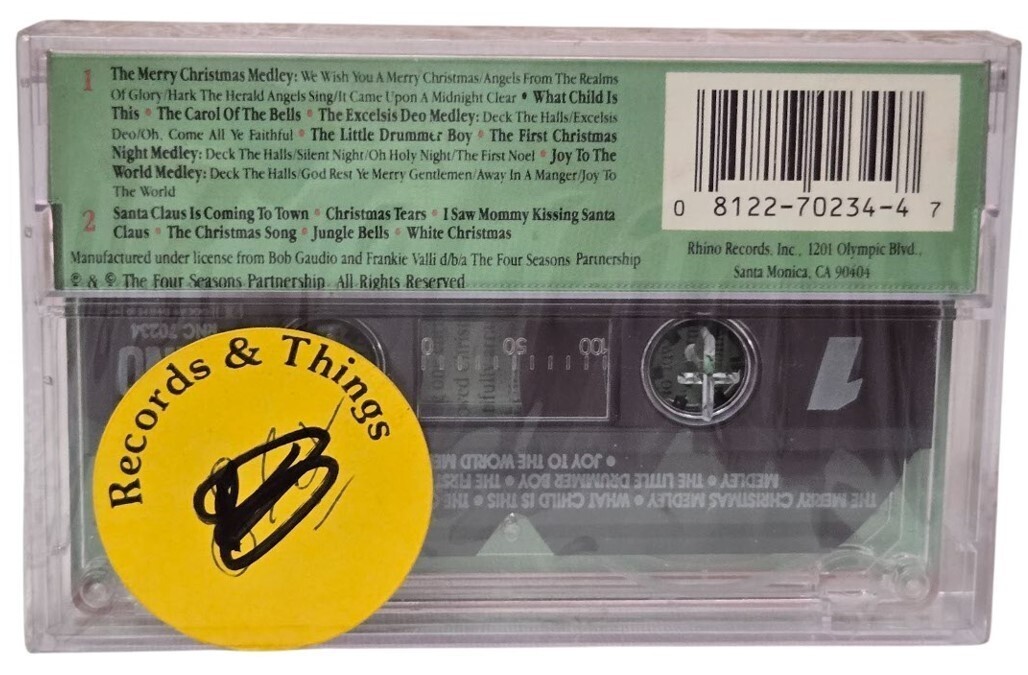 1 The Merry Christmas Medley: We Wish You A Merry Christmas/Angels From The Realms
Of Glory/Hark The Herald Angels Sing/It Came Upon A Midnight Clear • What Child Is
This • The Carol Of The Bells • The Excelsis Deo Medley: Deck The Halls/Excelsis
Deo/Oh, Come All Ye Faithful • The Little Drummer Boy • The First Christmas
Night Medley: Deck The Halls/Silent Night/Oh Holy Night/The First Noel • Joy To The
World Medley: Deck The Halls/God Rest Ye Merry Gentlemen/Away In A Manger/Joy To
The World
2 Santa Claus Is Coming To Town • Christmas Tears • I Saw Mommy Kissing Santa
Claus • The Christmas Song • Jungle Bells • White Christmas
Manufactured under license from Bob Gaudio and Frankie Valli d/b/a The Four Seasons Partnership
℗ & © The Four Seasons Partnership All Rights Reserved
0 8122-70234-4 7
Rhino Records, Inc., 1201 Olympic Blvd.,
Santa Monica, CA 90404
Records & Things
0 50 100
1
THE MERRY CHRISTMAS MEDLEY • WHAT CHILD IS THIS • THE
MEDLEY • THE LITTLE DRUMMER BOY • THE
• JOY TO THE WORLD